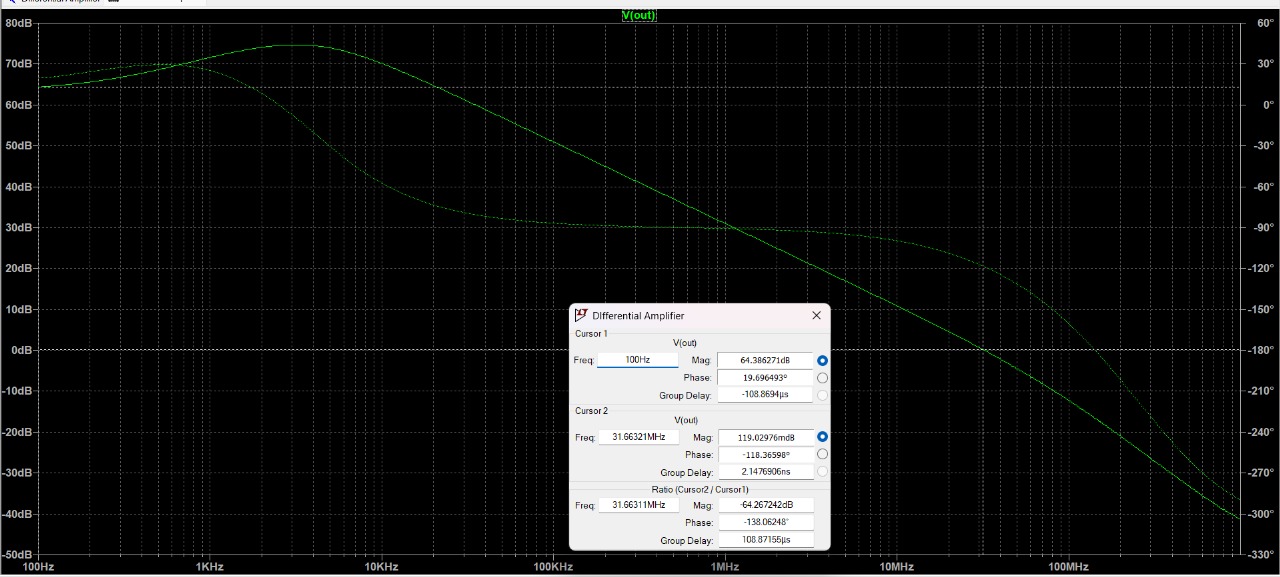 Differential Amplifier
V(out)
80dB 60°
70dB 30°
60dB 0°
50dB -30°
40dB -60°
30dB -90°
20dB -120°
10dB -150°
0dB -180°
-10dB -210°
-20dB -240°
-30dB -270°
-40dB -300°
-50dB -330°
100Hz 1KHz 10KHz 100KHz 1MHz 10MHz 100MHz
DIfferential Amplifier
Cursor 1
V(out)
Freq: 100Hz Mag: 64.386271dB
Phase: 19.696493°
Group Delay: -108.8694µs
Cursor 2
V(out)
Freq: 31.66321MHz Mag: 119.02976mdB
Phase: -118.36598°
Group Delay: 2.1476906ns
Ratio (Cursor2 / Cursor1)
Freq: 31.66311MHz Mag: -64.267242dB
Phase: -138.06248°
Group Delay: 108.87155µs